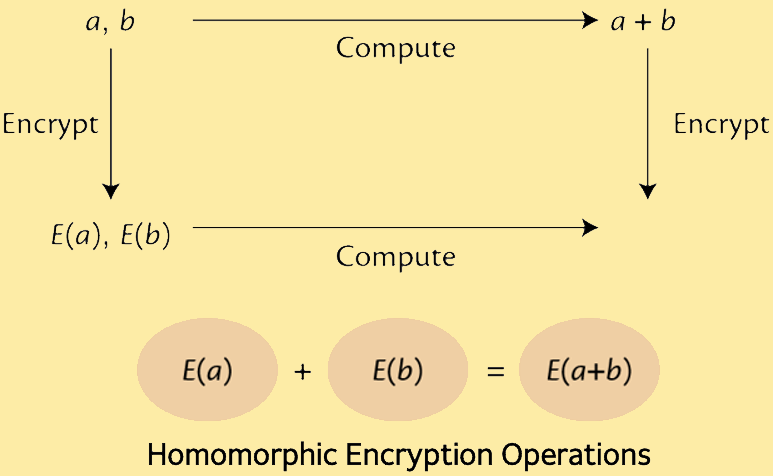 a, b
a + b
Compute
Encrypt
Encrypt
E(a), E(b)
Compute
E(a) + E(b) = E(a+b)
Homomorphic Encryption Operations